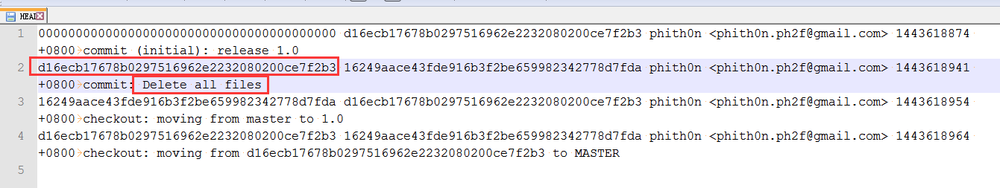 HEAD
1 0000000000000000000000000000000000000000 d16ecb17678b0297516962e2232080200ce7f2b3 phith0n <phith0n.ph2f@gmail.com> 1443618874
+0800 commit (initial): release 1.0
2 d16ecb17678b0297516962e2232080200ce7f2b3 16249aace43fde916b3f2be659982342778d7fda phith0n <phith0n.ph2f@gmail.com> 1443618941
+0800 commit: Delete all files
3 16249aace43fde916b3f2be659982342778d7fda d16ecb17678b0297516962e2232080200ce7f2b3 phith0n <phith0n.ph2f@gmail.com> 1443618954
+0800 checkout: moving from master to 1.0
4 d16ecb17678b0297516962e2232080200ce7f2b3 16249aace43fde916b3f2be659982342778d7fda phith0n <phith0n.ph2f@gmail.com> 1443618964
+0800 checkout: moving from d16ecb17678b0297516962e2232080200ce7f2b3 to MASTER
5